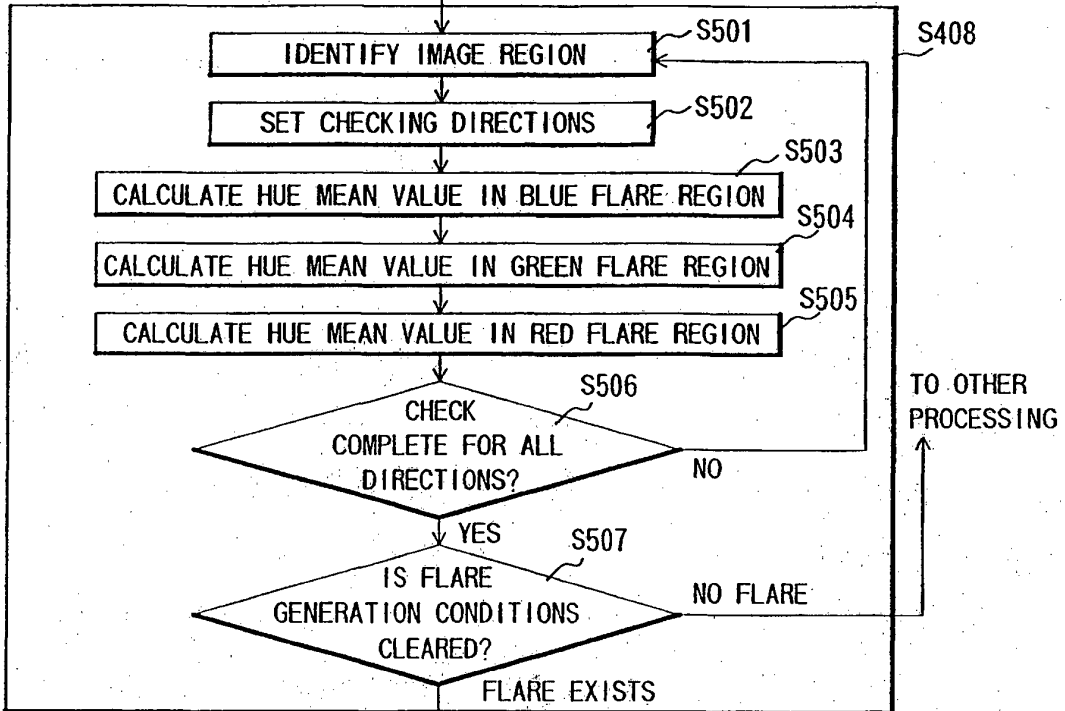 S501
S408
IDENTIFY IMAGE REGION
S502
SET CHECKING DIRECTIONS
S503
CALCULATE HUE MEAN VALUE IN BLUE FLARE REGION
S504
CALCULATE HUE MEAN VALUE IN GREEN FLARE REGION
S505
CALCULATE HUE MEAN VALUE IN RED FLARE REGION
S506
CHECK
COMPLETE FOR ALL
DIRECTIONS?
NO
TO OTHER
PROCESSING
YES
S507
IS FLARE
GENERATION CONDITIONS
CLEARED?
NO FLARE
FLARE EXISTS